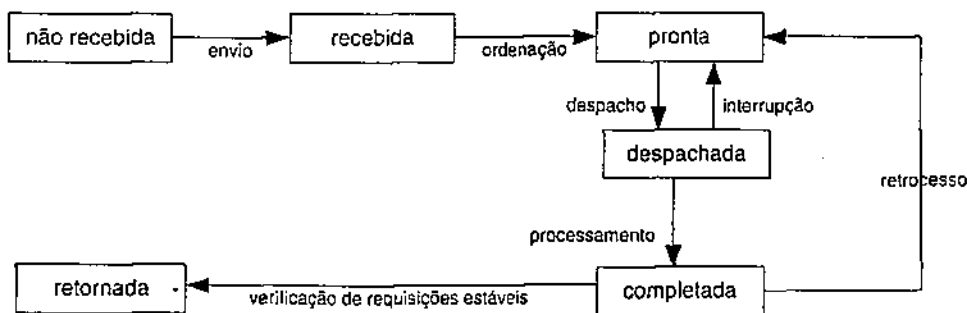 não recebida
envio
recebida
ordenação
pronta
despacho
interrupção
despachada
retrocesso
processamento
retornada
verificação de requisições estáveis
completada